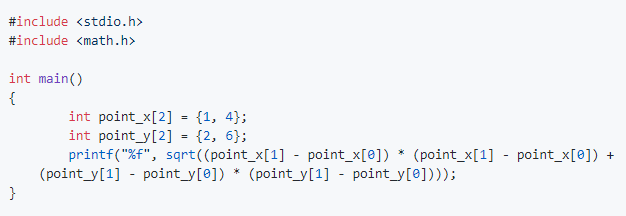 #include <stdio.h>
#include <math.h>
int main()
{
int point_x[2] = {1, 4};
int point_y[2] = {2, 6};
printf("%f", sqrt((point_x[1] - point_x[0]) * (point_x[1] - point_x[0]) +
(point_y[1] - point_y[0]) * (point_y[1] - point_y[0])));
}